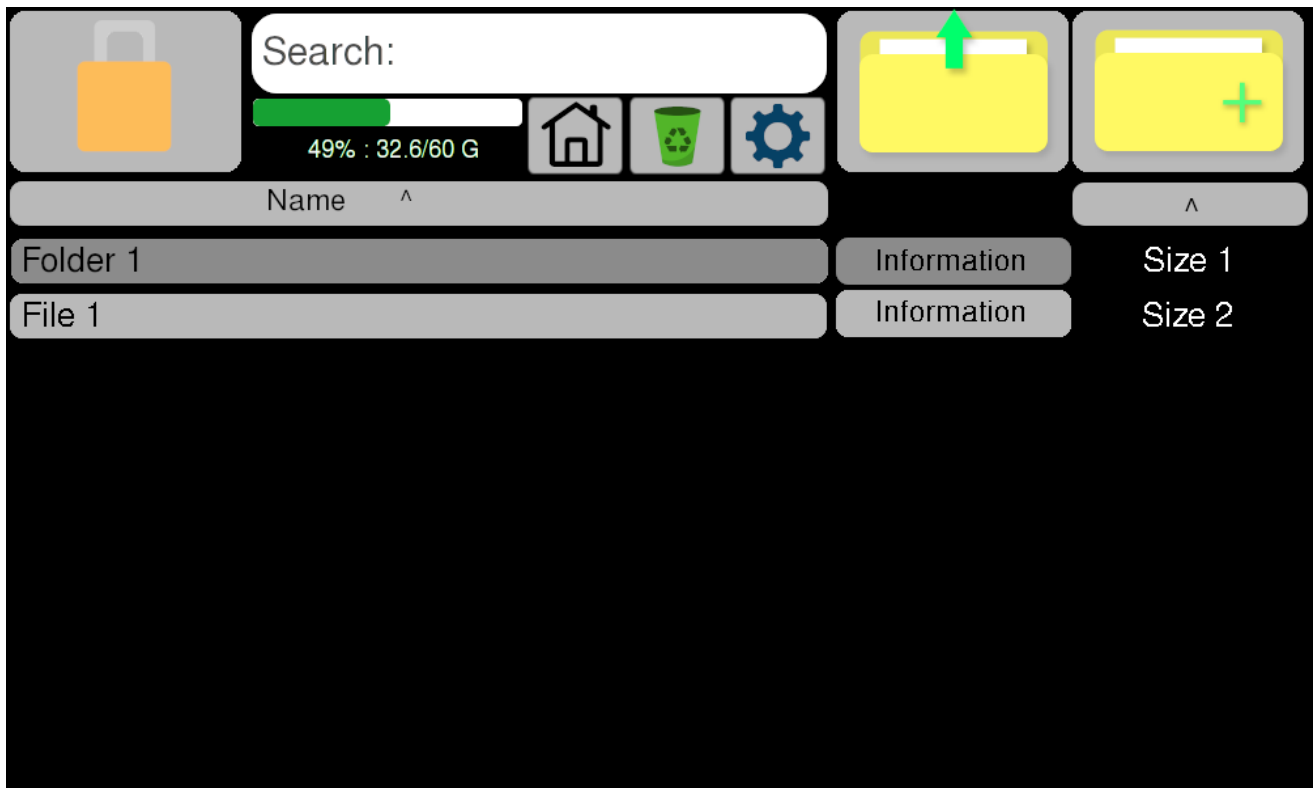 Search:
49% : 32.6/60 G
Name ^
^
Folder 1 Information Size 1
File 1 Information Size 2